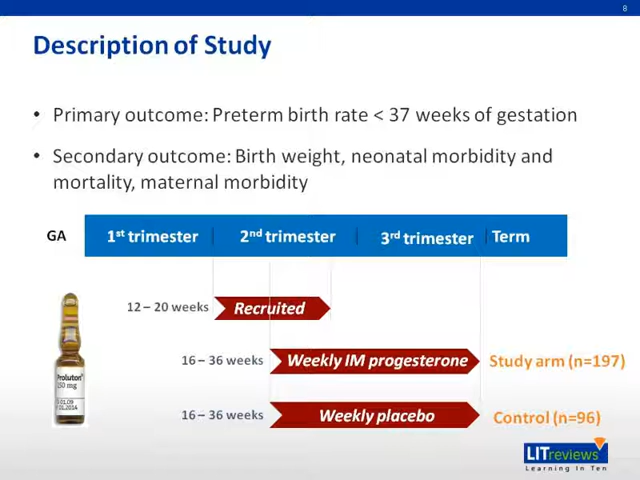 8
Description of Study
• Primary outcome: Preterm birth rate < 37 weeks of gestation
• Secondary outcome: Birth weight, neonatal morbidity and
mortality, maternal morbidity
GA 1st trimester 2nd trimester 3rd trimester Term
12 – 20 weeks Recruited
16 – 36 weeks Weekly IM progesterone Study arm (n=197)
Proluton
250 mg
16 – 36 weeks Weekly placebo Control (n=96)
LITreviews
Learning In Ten